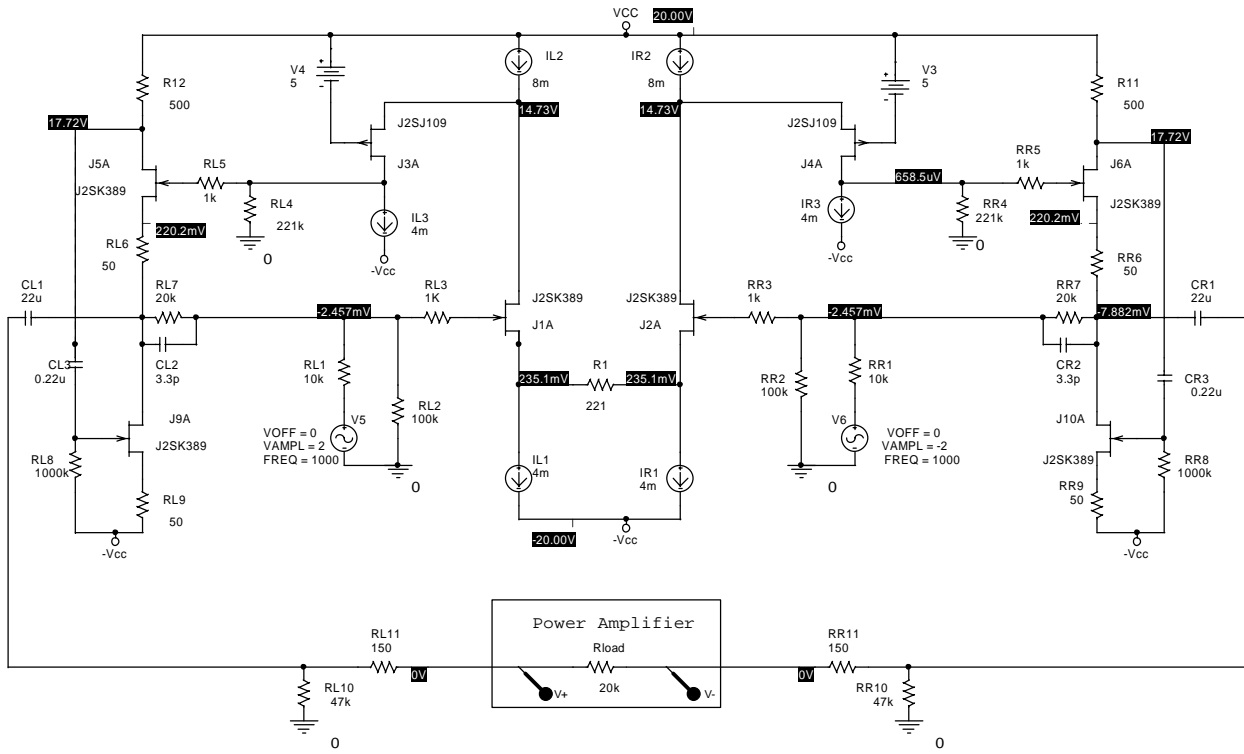 VCC
20.00V
R12
500
V4
5
IL2
8m
IR2
8m
V3
5
R11
500
17.72V
14.73V
14.73V
17.72V
J2SJ109
J3A
J2SJ109
J4A
J5A
J2SK389
RL5
1k
RL4
221k
0
IL3
4m
-Vcc
658.5uV
RR5
1k
RR4
221k
0
IR3
4m
-Vcc
J6A
J2SK389
220.2mV
RL6
50
220.2mV
RR6
50
CL1
22u
RL7
20k
CL2
3.3p
-2.457mV
RL3
1K
J2SK389
J1A
J2SK389
J2A
RR3
1k
-2.457mV
RR7
20k
CR2
3.3p
-7.882mV
CR1
22u
CL3
0.22u
RL1
10k
RL2
100k
235.1mV
R1
221
235.1mV
RR2
100k
RR1
10k
CR3
0.22u
J9A
J2SK389
V5
VOFF = 0
VAMPL = 2
FREQ = 1000
0
V6
VOFF = 0
VAMPL = -2
FREQ = 1000
0
J10A
J2SK389
RL8
1000k
RL9
50
-Vcc
IL1
4m
IR1
4m
-20.00V
-Vcc
RR9
50
RR8
1000k
-Vcc
Power Amplifier
RL11
150
0V
Rload
20k
V+
V-
0V
RR11
150
RL10
47k
0
RR10
47k
0